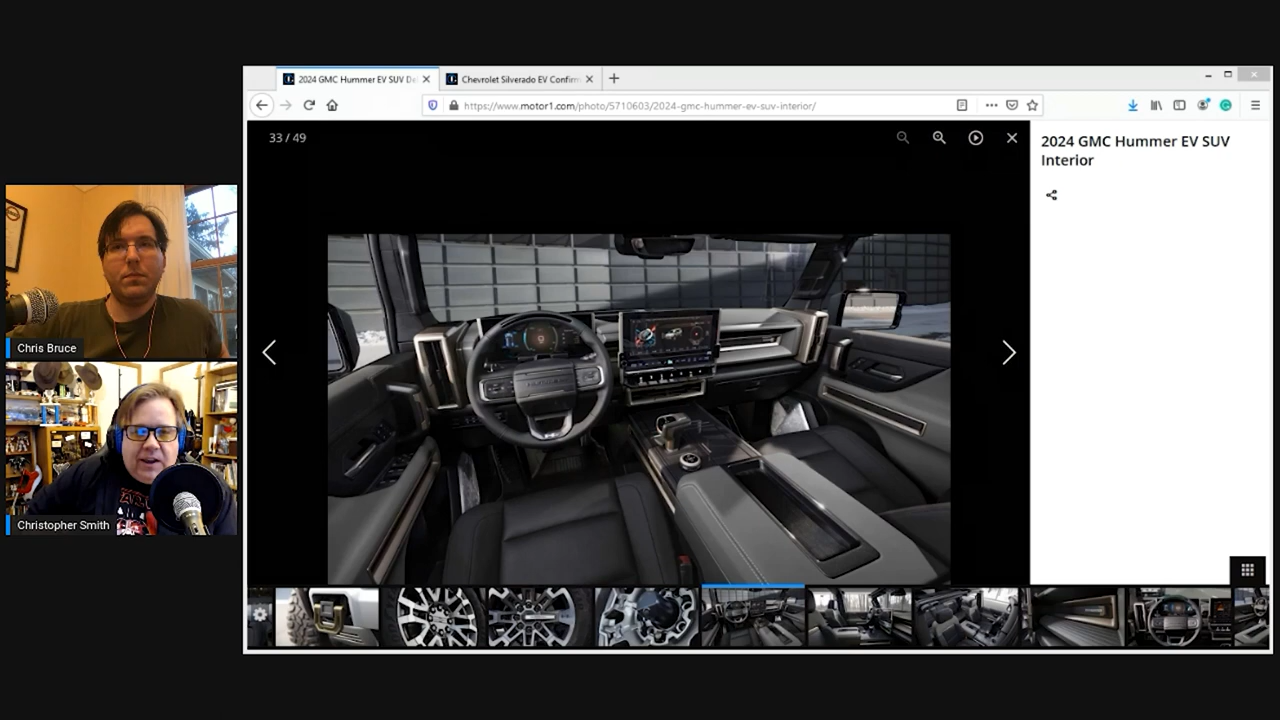 2024 GMC Hummer EV SUV De
Chevrolet Silverado EV Confirm
https://www.motor1.com/photo/5710603/2024-gmc-hummer-ev-suv-interior/
33 / 49
2024 GMC Hummer EV SUV
Interior
Chris Bruce
Christopher Smith